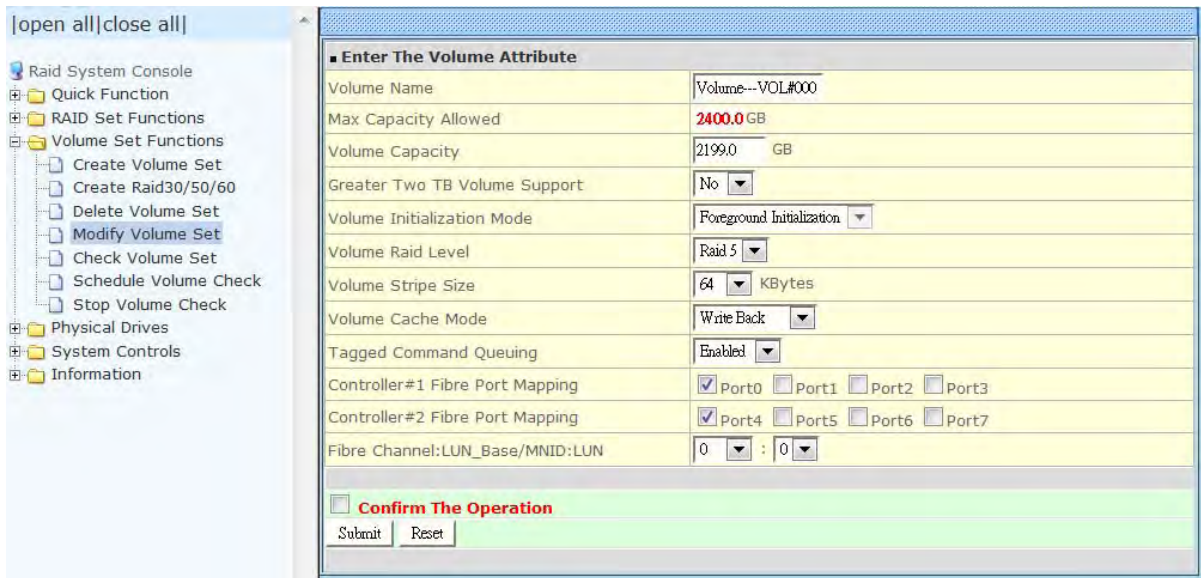 |open all|close all|
Raid System Console
Quick Function
RAID Set Functions
Volume Set Functions
Create Volume Set
Create Raid30/50/60
Delete Volume Set
Modify Volume Set
Check Volume Set
Schedule Volume Check
Stop Volume Check
Physical Drives
System Controls
Information
Enter The Volume Attribute
Volume Name Volume---VOL#000
Max Capacity Allowed 2400.0 GB
Volume Capacity 2199.0 GB
Greater Two TB Volume Support No
Volume Initialization Mode Foreground Initialization
Volume Raid Level Raid 5
Volume Stripe Size 64 KBytes
Volume Cache Mode Write Back
Tagged Command Queuing Enabled
Controller#1 Fibre Port Mapping Port0 Port1 Port2 Port3
Controller#2 Fibre Port Mapping Port4 Port5 Port6 Port7
Fibre Channel:LUN_Base/MNID:LUN 0 : 0
Confirm The Operation
Submit Reset